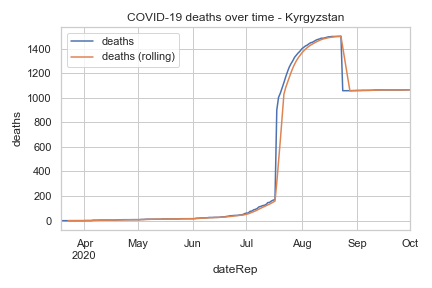 COVID-19 deaths over time - Kyrgyzstan
deaths
deaths (rolling)
1400
1200
1000
800
600
400
200
0
deaths
Apr May Jun Jul Aug Sep Oct
2020
dateRep